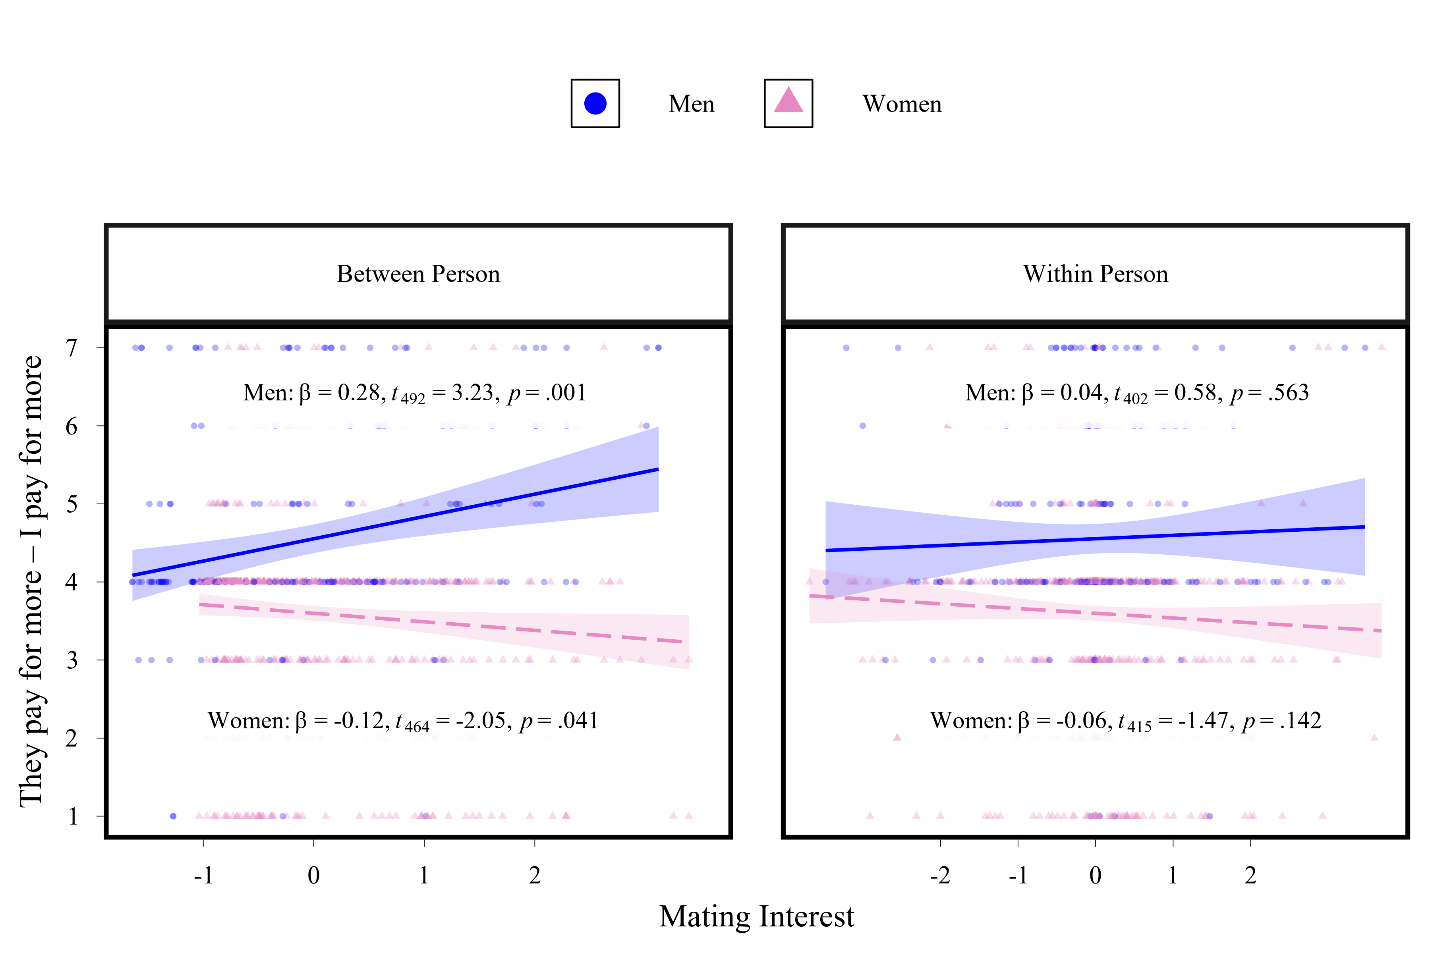 Men
Women
Between Person
Within Person
They pay for more – I pay for more
7
6
5
4
3
2
1
Men: β = 0.28, t492 = 3.23, p = .001
Women: β = -0.12, t464 = -2.05, p = .041
Men: β = 0.04, t402 = 0.58, p = .563
Women: β = -0.06, t415 = -1.47, p = .142
-1 0 1 2
-2 -1 0 1 2
Mating Interest